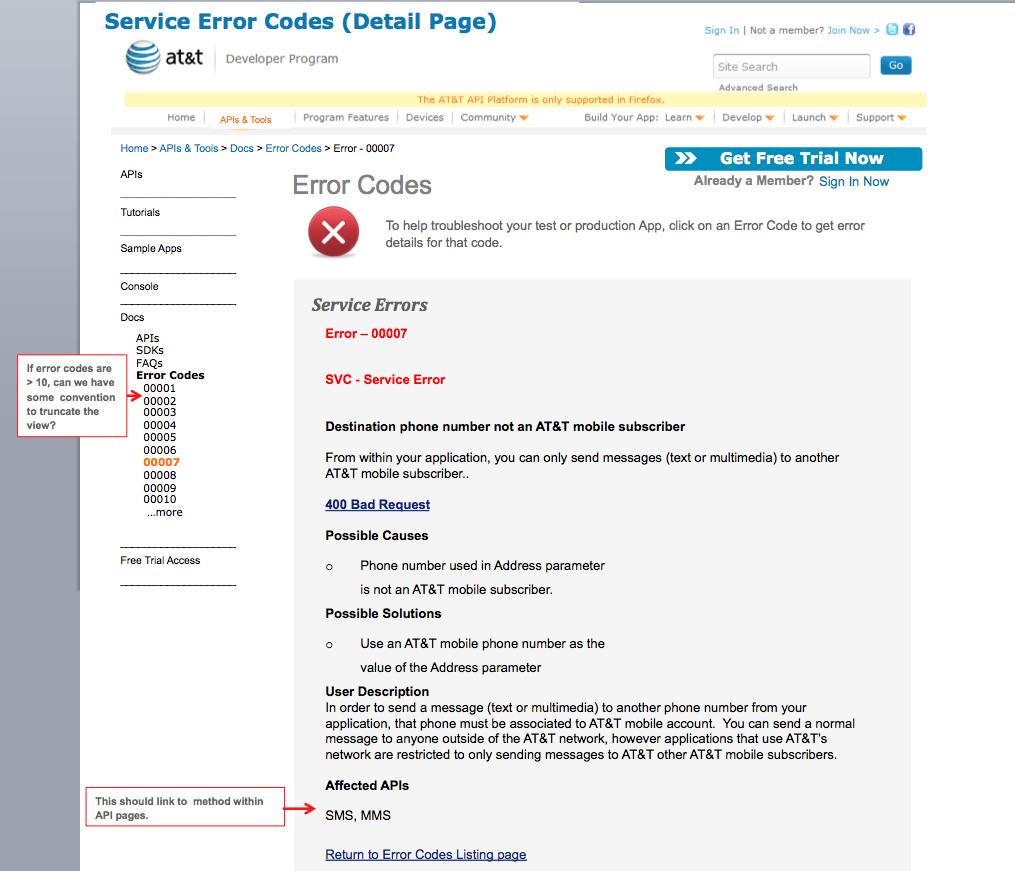 Service Error Codes (Detail Page)
Sign In | Not a member? Join Now >
at&t Developer Program
Site Search
Go
Advanced Search
The AT&T API Platform is only supported in Firefox.
Home APIs & Tools Program Features Devices Community Build Your App: Learn Develop Launch Support
Home > APIs & Tools > Docs > Error Codes > Error - 00007
Get Free Trial Now
Already a Member? Sign In Now
APIs
Tutorials
Sample Apps
Console
Docs
APIs
SDKs
FAQs
Error Codes
00001
00002
00003
00004
00005
00006
00007
00008
00009
00010
...more
Free Trial Access
If error codes are
> 10, can we have
some convention
to truncate the
view?
Error Codes
To help troubleshoot your test or production App, click on an Error Code to get error
details for that code.
Service Errors
Error – 00007
SVC - Service Error
Destination phone number not an AT&T mobile subscriber
From within your application, you can only send messages (text or multimedia) to another
AT&T mobile subscriber..
400 Bad Request
Possible Causes
o Phone number used in Address parameter
is not an AT&T mobile subscriber.
Possible Solutions
o Use an AT&T mobile phone number as the
value of the Address parameter
User Description
In order to send a message (text or multimedia) to another phone number from your
application, that phone must be associated to AT&T mobile account. You can send a normal
message to anyone outside of the AT&T network, however applications that use AT&T's
network are restricted to only sending messages to AT&T other AT&T mobile subscribers.
Affected APIs
This should link to method within
API pages.
SMS, MMS
Return to Error Codes Listing page